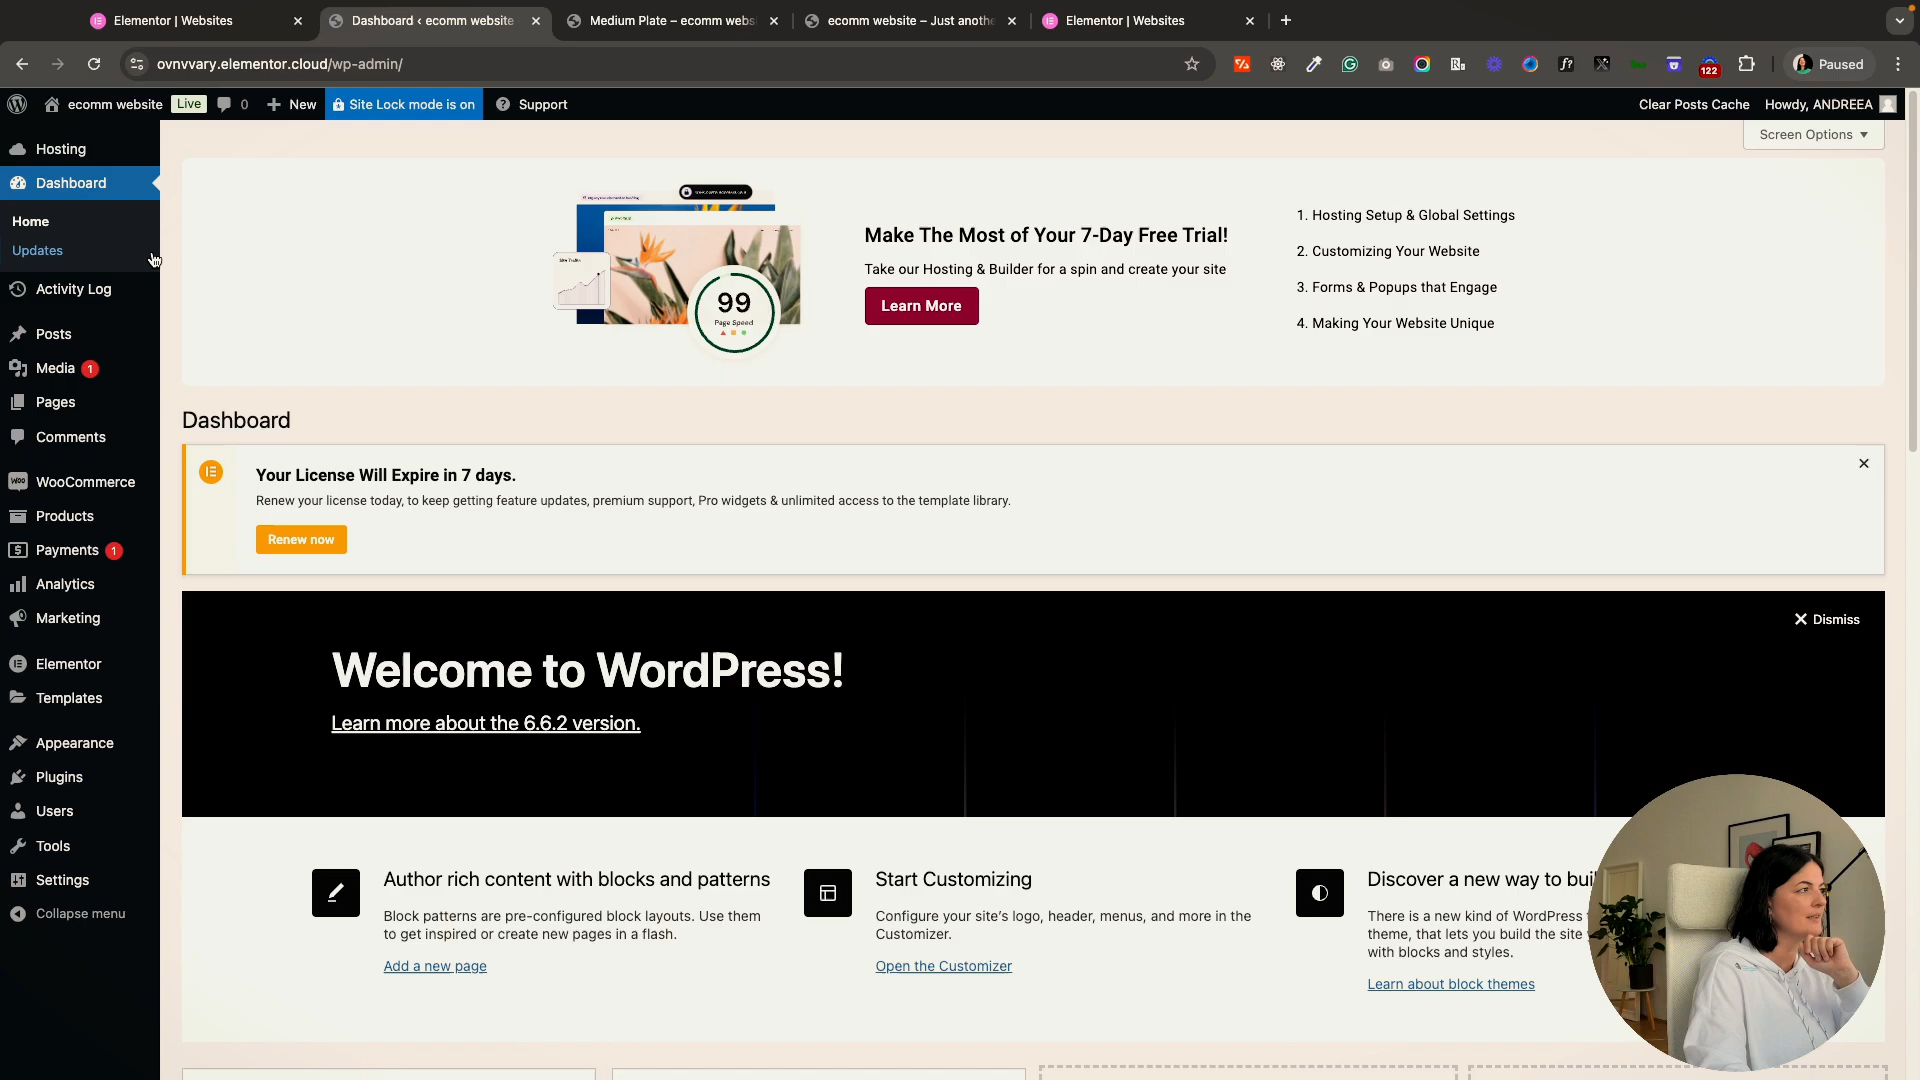 Elementor | Websites
Dashboard ‹ ecomm website
Medium Plate – ecomm webs
ecomm website – Just anothe
Elementor | Websites
ovnvvary.elementor.cloud/wp-admin/
122
Paused
ecomm website
Live
0
New
Site Lock mode is on
Support
Clear Posts Cache
Howdy, ANDREEA
Screen Options
Hosting
Dashboard
Home
Updates
Activity Log
Posts
Media 1
Pages
Comments
WooCommerce
Products
Payments 1
Analytics
Marketing
Elementor
Templates
Appearance
Plugins
Users
Tools
Settings
Collapse menu
99
Page Speed
Make The Most of Your 7-Day Free Trial!
Take our Hosting & Builder for a spin and create your site
Learn More
1. Hosting Setup & Global Settings
2. Customizing Your Website
3. Forms & Popups that Engage
4. Making Your Website Unique
Dashboard
Your License Will Expire in 7 days.
Renew your license today, to keep getting feature updates, premium support, Pro widgets & unlimited access to the template library.
Renew now
Dismiss
Welcome to WordPress!
Learn more about the 6.6.2 version.
Author rich content with blocks and patterns
Block patterns are pre-configured block layouts. Use them
to get inspired or create new pages in a flash.
Add a new page
Start Customizing
Configure your site's logo, header, menus, and more in the
Customizer.
Open the Customizer
Discover a new way to buil
There is a new kind of WordPress
theme, that lets you build the site
with blocks and styles.
Learn about block themes